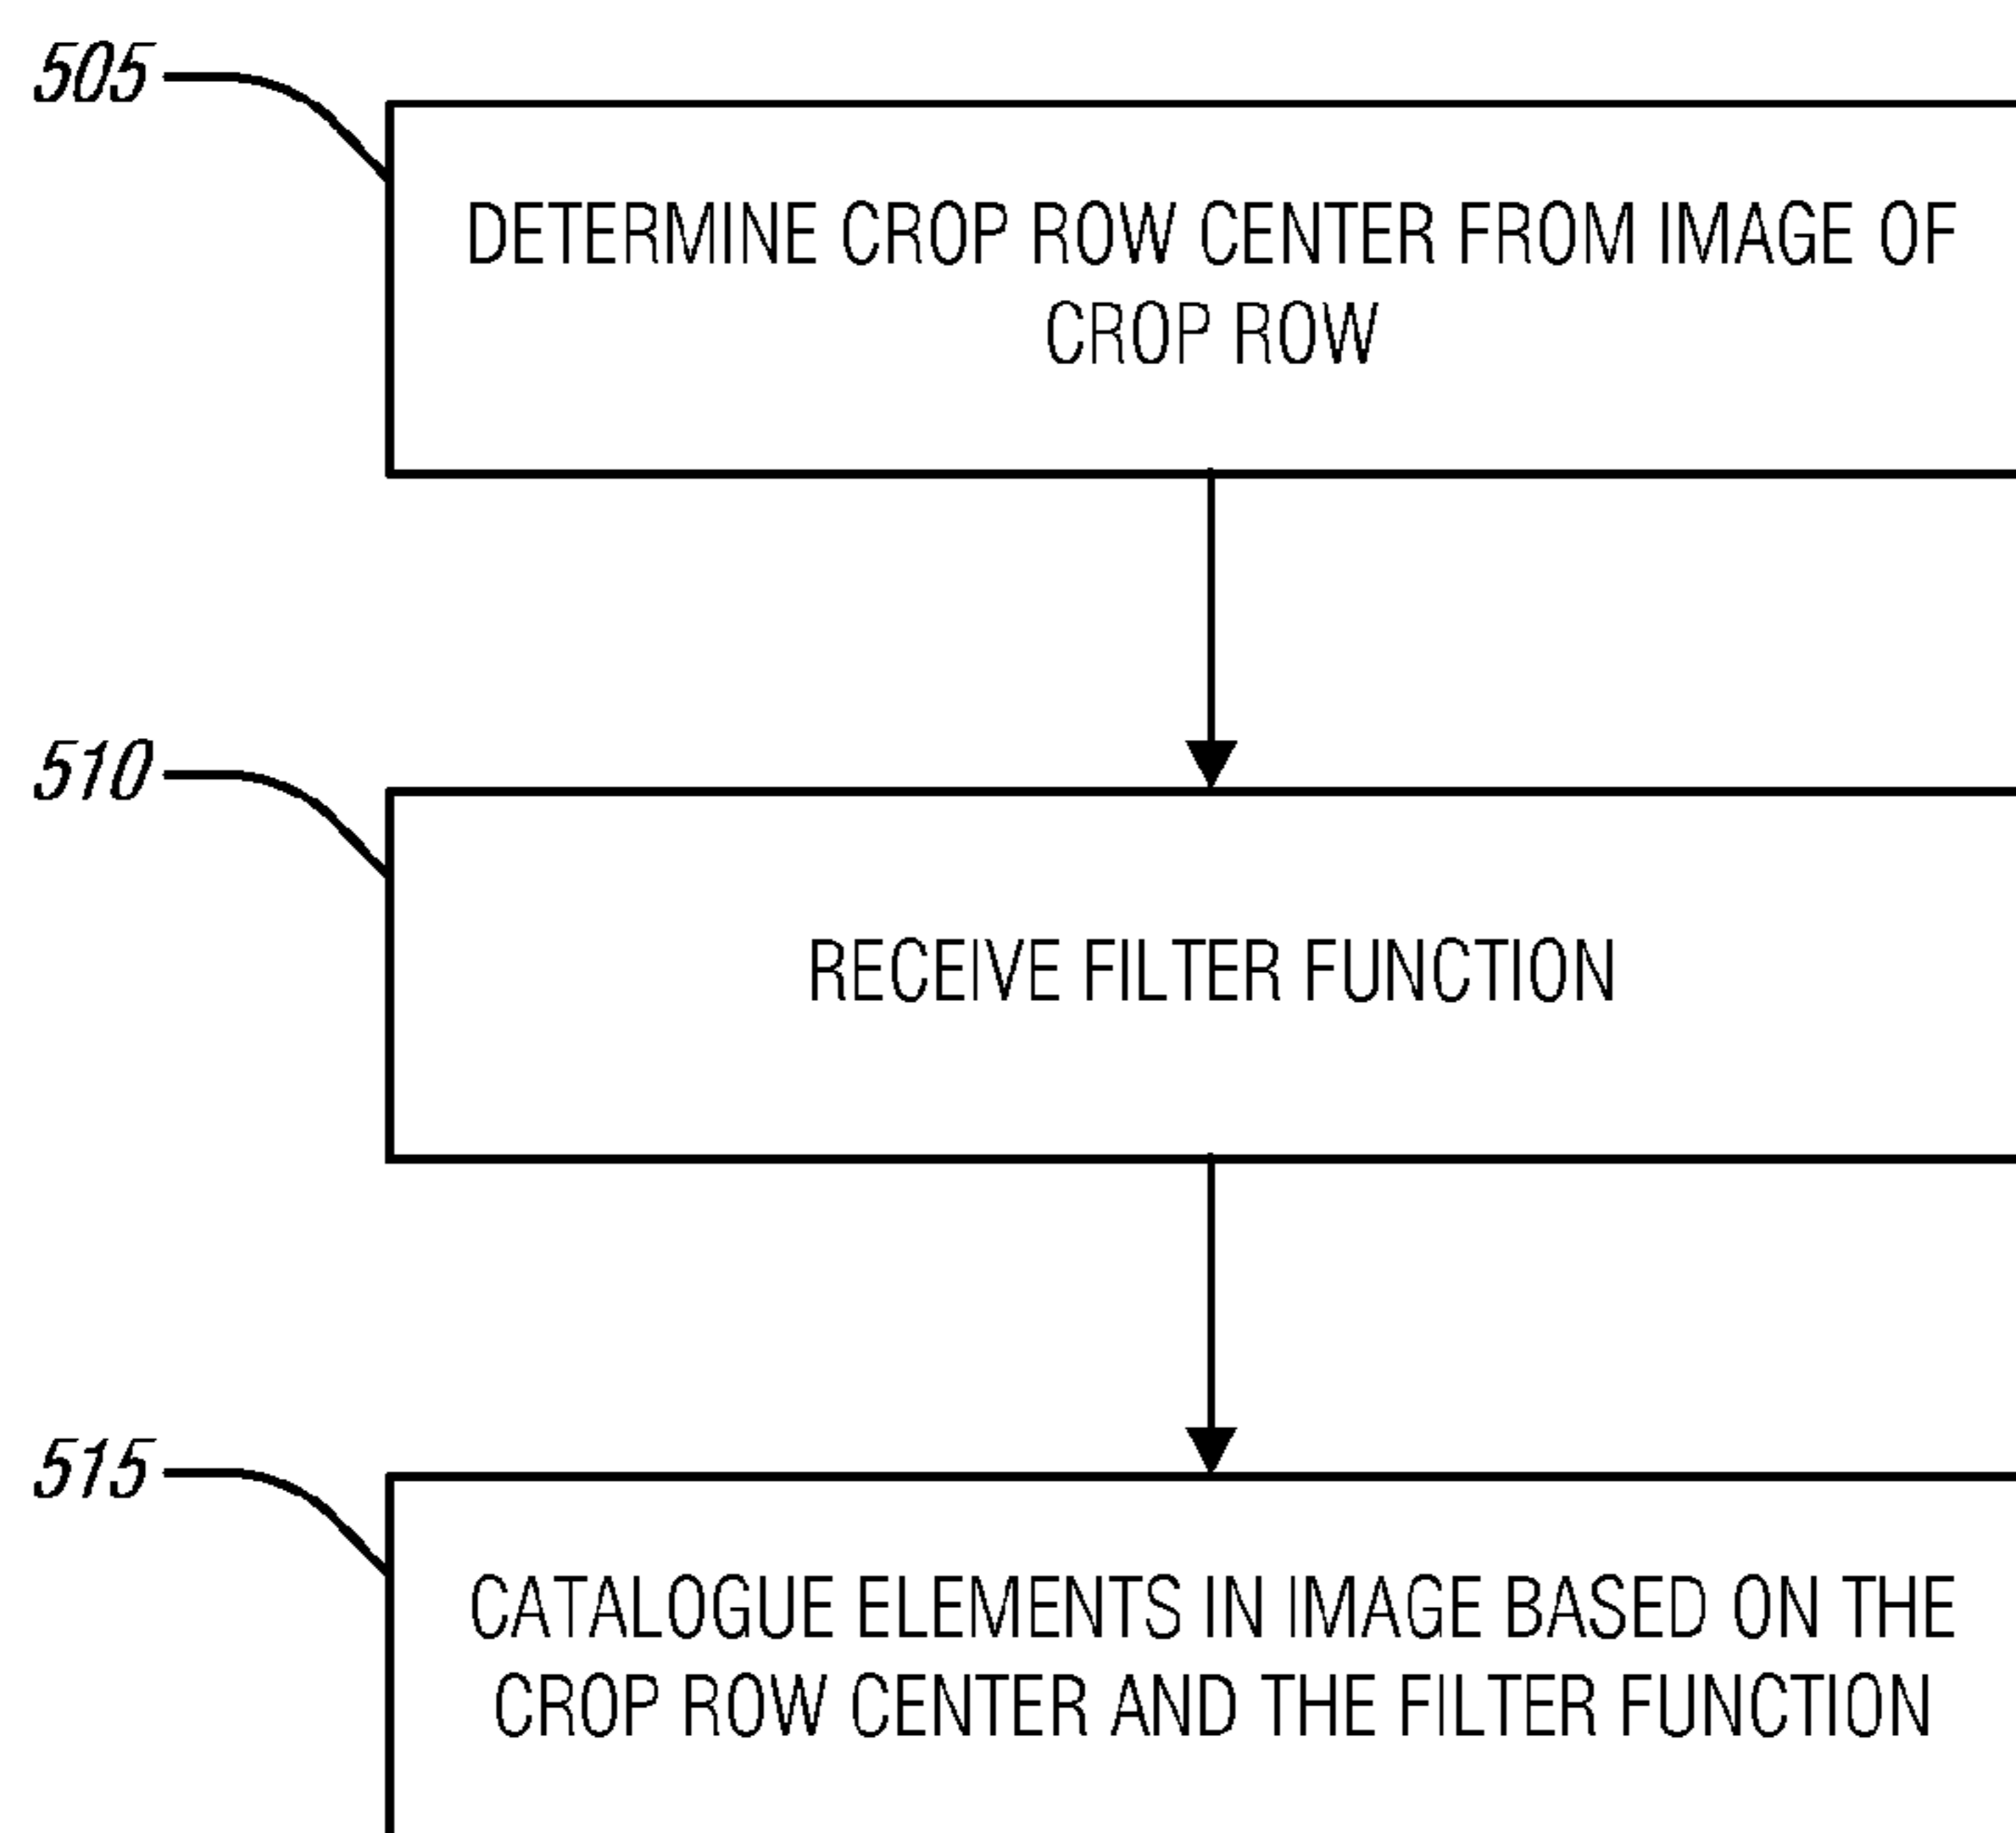 505
DETERMINE CROP ROW CENTER FROM IMAGE OF
CROP ROW
510
RECEIVE FILTER FUNCTION
515
CATALOGUE ELEMENTS IN IMAGE BASED ON THE
CROP ROW CENTER AND THE FILTER FUNCTION